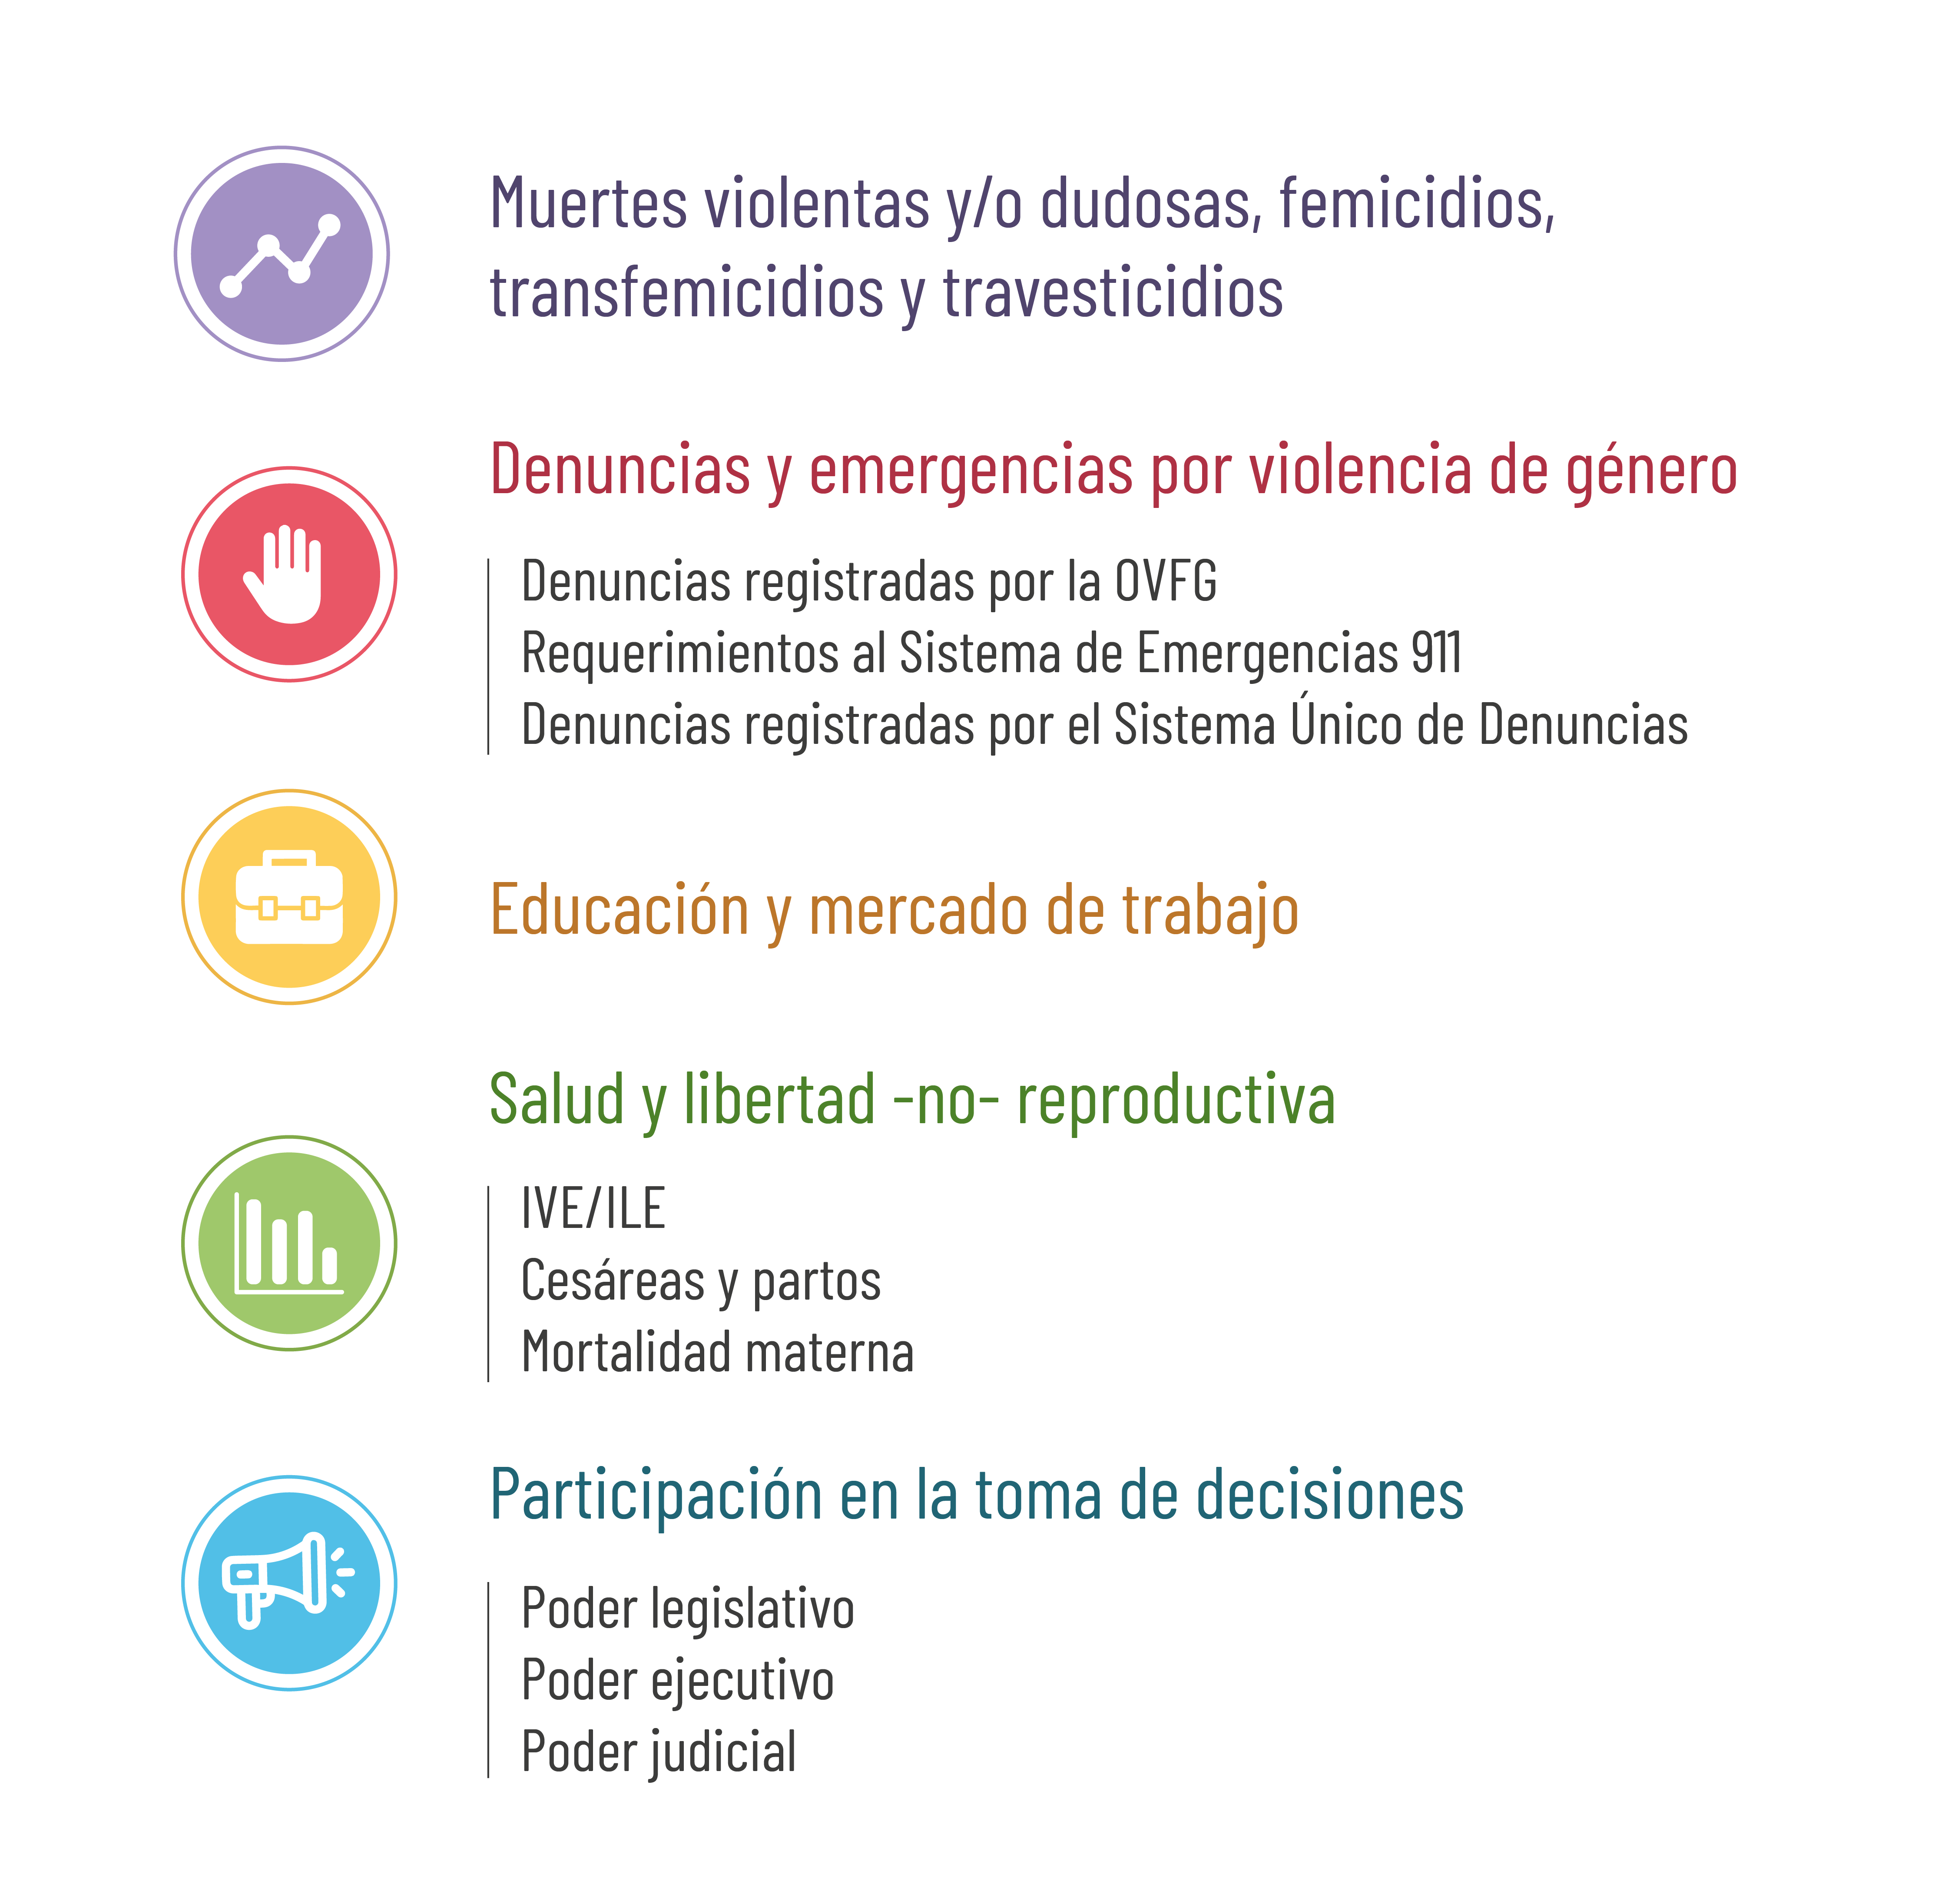 Muertes violentas y/o dudosas, femicidios,
transfemicidios y travesticidios
Denuncias y emergencias por violencia de género
Denuncias registradas por la OVFG
Requerimientos al Sistema de Emergencias 911
Denuncias registradas por el Sistema Único de Denuncias
Educación y mercado de trabajo
Salud y libertad -no- reproductiva
IVE/ILE
Cesáreas y partos
Mortalidad materna
Participación en la toma de decisiones
Poder legislativo
Poder ejecutivo
Poder judicial